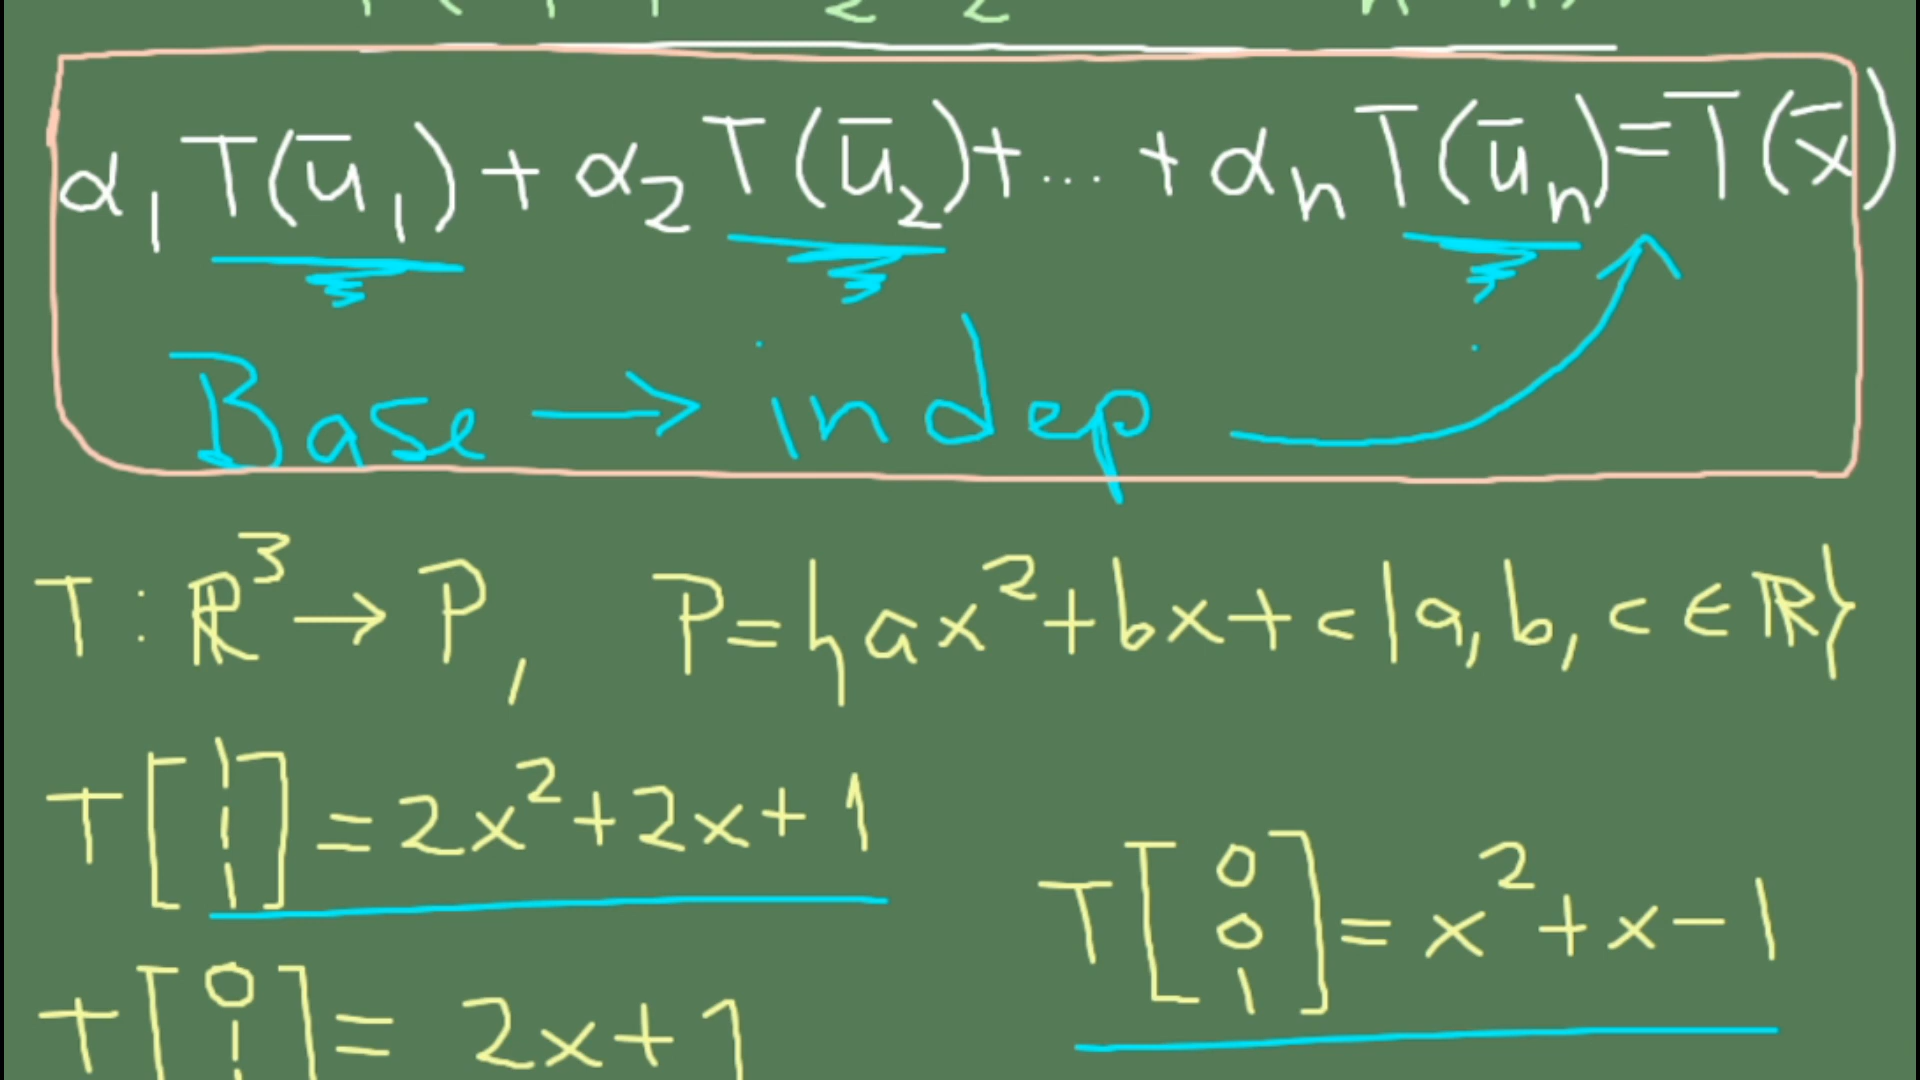 α₁T(ū₁)+α₂T(ū₂)+...+αₙT(ūₙ)=T(x̄)
Base → indep
T:ℝ³→P, P={ax²+bx+c|a,b,c∈ℝ}
T[1 1 1]=2x²+2x+1
T[0 0 1]=x²+x-1
T[0 1]=2x+1